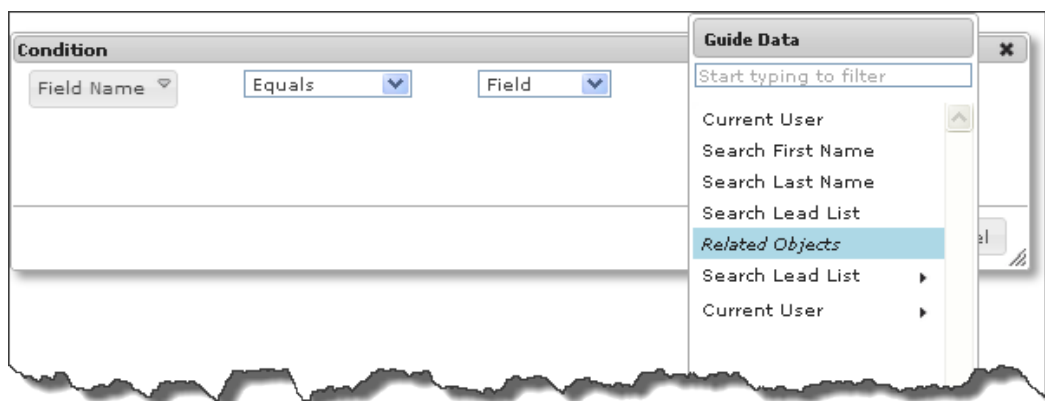 Condition
Field Name
Equals
Field
Guide Data
Start typing to filter
Current User
Search First Name
Search Last Name
Search Lead List
Related Objects
Search Lead List
Current User
el